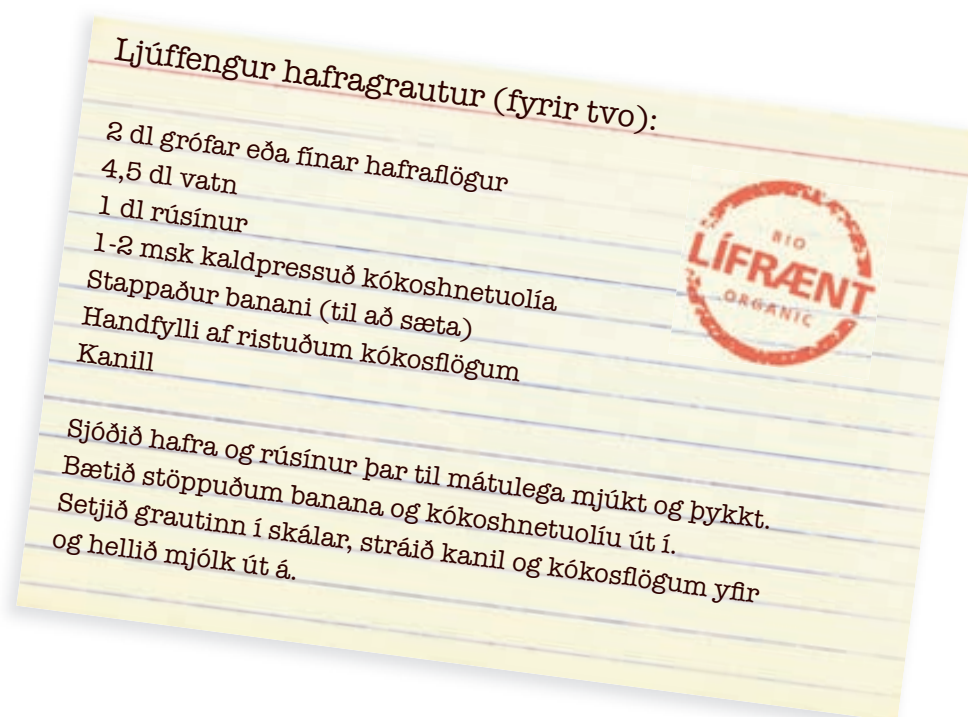 Ljúffengur hafragrautur (fyrir tvo):
2 dl grófar eða fínar hafraflögur
4,5 dl vatn
1 dl rúsínur
1-2 msk kaldpressuð kókoshnetuolía
Stappaður banani (til að sæta)
Handfylli af ristuðum kókosflögum
Kanill
BIO
LÍFRÆNT
ORGANIC
Sjóðið hafra og rúsínur þar til mátulega mjúkt og þykkt.
Bætið stöppuðum banana og kókoshnetuolíu út í.
Setjið grautinn í skálar, stráið kanil og kókosflögum yfir
og hellið mjólk út á.